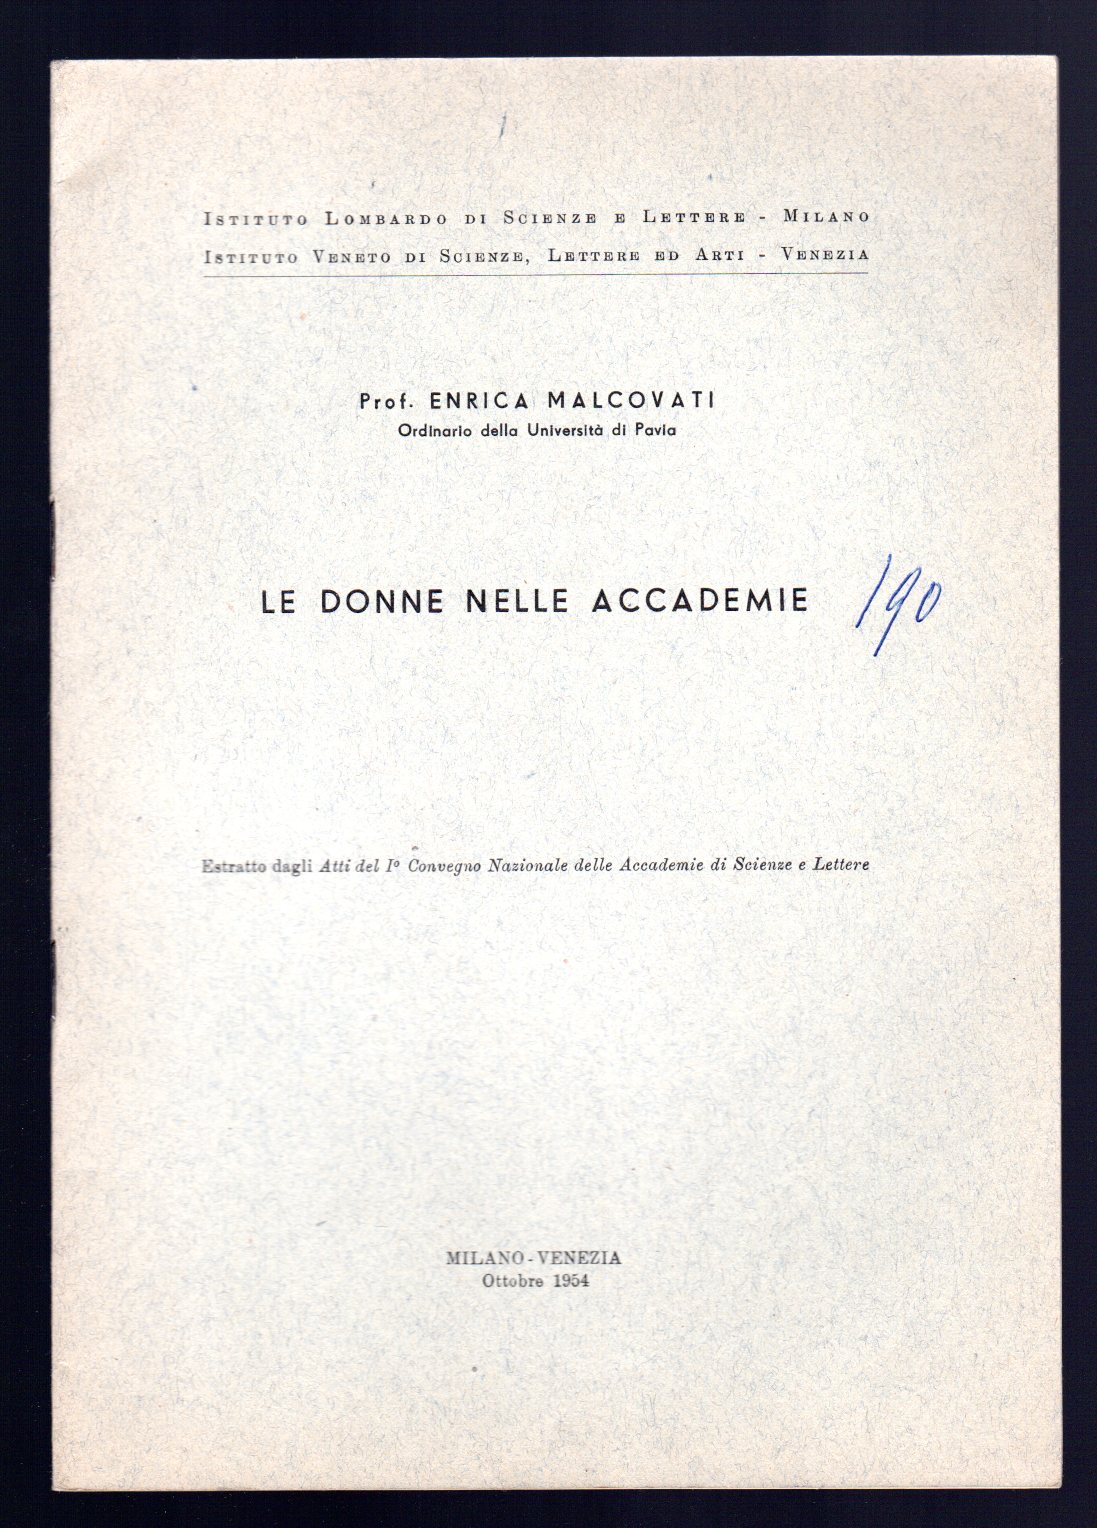 Istituto Lombardo di Scienze e Lettere - Milano
Istituto Veneto di Scienze, Lettere ed Arti - Venezia
Prof. ENRICA MALCOVATI
Ordinario della Università di Pavia
LE DONNE NELLE ACCADEMIE
190
Estratto dagli Atti del I° Convegno Nazionale delle Accademie di Scienze e Lettere
MILANO - VENEZIA
Ottobre 1954